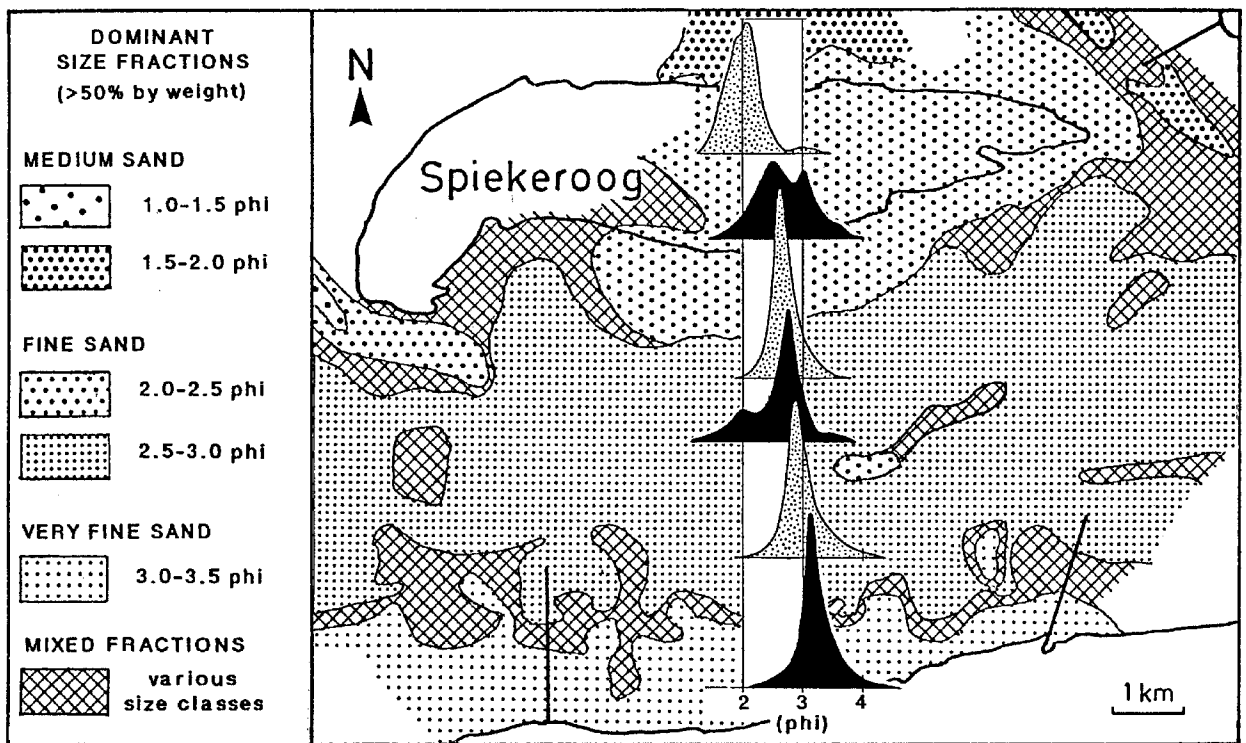 DOMINANT
SIZE FRACTIONS
(>50% by weight)
MEDIUM SAND
1.0-1.5 phi
1.5-2.0 phi
FINE SAND
2.0-2.5 phi
2.5-3.0 phi
VERY FINE SAND
3.0-3.5 phi
MIXED FRACTIONS
various
size classes
N
Spiekeroog
2 3 4
(phi)
1 km